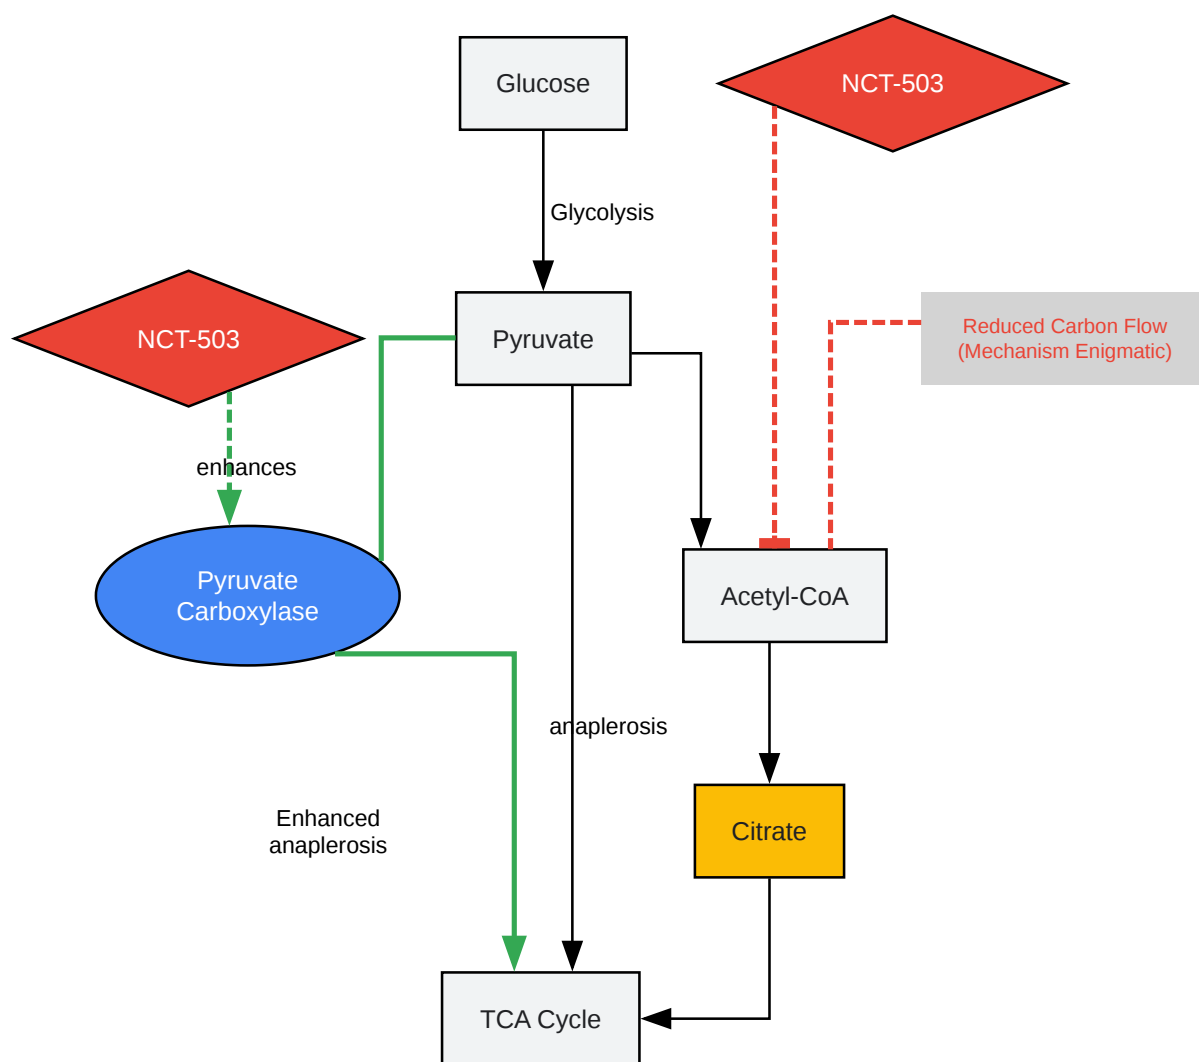 Glucose
NCT-503
Glycolysis
NCT-503
Pyruvate
Reduced Carbon Flow
(Mechanism Enigmatic)
enhances
Pyruvate
Carboxylase
Acetyl-CoA
anaplerosis
Enhanced
anaplerosis
Citrate
TCA Cycle